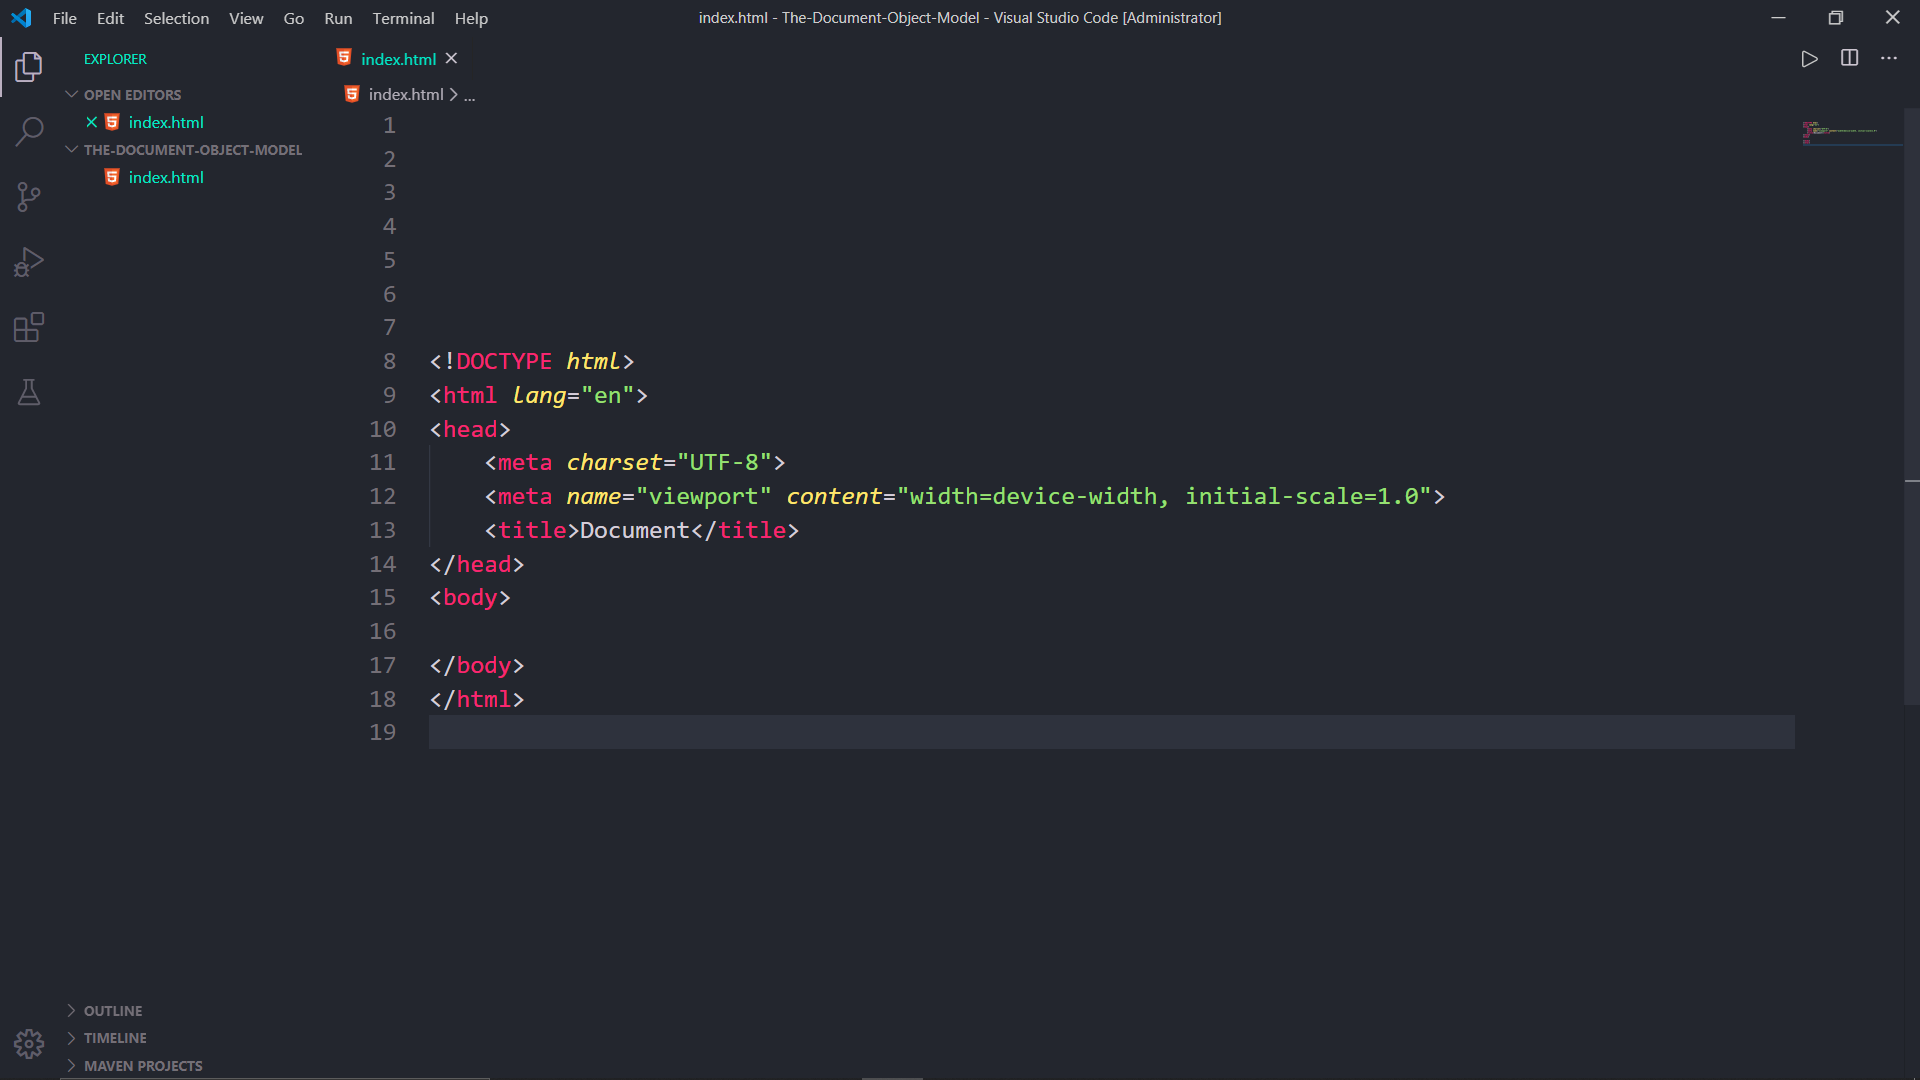 File Edit Selection View Go Run Terminal Help
index.html - The-Document-Object-Model - Visual Studio Code [Administrator]
EXPLORER
OPEN EDITORS
index.html
THE-DOCUMENT-OBJECT-MODEL
index.html
index.html
index.html > ...
1
2
3
4
5
6
7
8 <!DOCTYPE html>
9 <html lang="en">
10 <head>
11     <meta charset="UTF-8">
12     <meta name="viewport" content="width=device-width, initial-scale=1.0">
13     <title>Document</title>
14 </head>
15 <body>
16
17 </body>
18 </html>
19
OUTLINE
TIMELINE
MAVEN PROJECTS